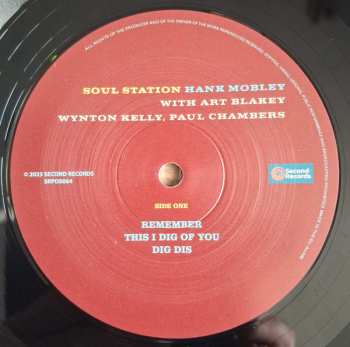 SOUL STATION HANK MOBLEY
WITH ART BLAKEY
WYNTON KELLY, PAUL CHAMBERS
© 2023 SECOND RECORDS
SRPD0064
Second
Records.
SIDE ONE
REMEMBER
THIS I DIG OF YOU
DIG DIS